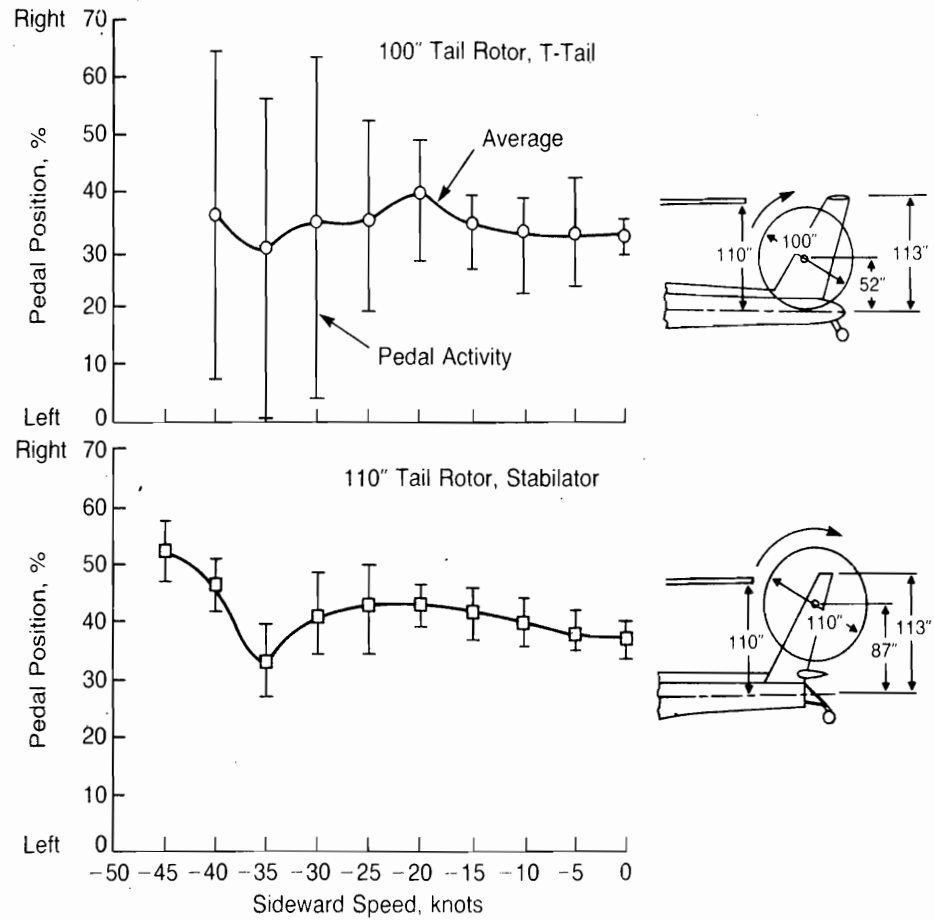 Right
70
60
50
40
30
20
10
0
Left
Pedal Position, %
100" Tail Rotor, T-Tail
Average
Pedal Activity
110"
100"
52"
113"
Right
70
60
50
40
30
20
10
0
Left
Pedal Position, %
110" Tail Rotor, Stabilator
110"
110"
87"
113"
−50 −45 −40 −35 −30 −25 −20 −15 −10 −5 0
Sideward Speed, knots